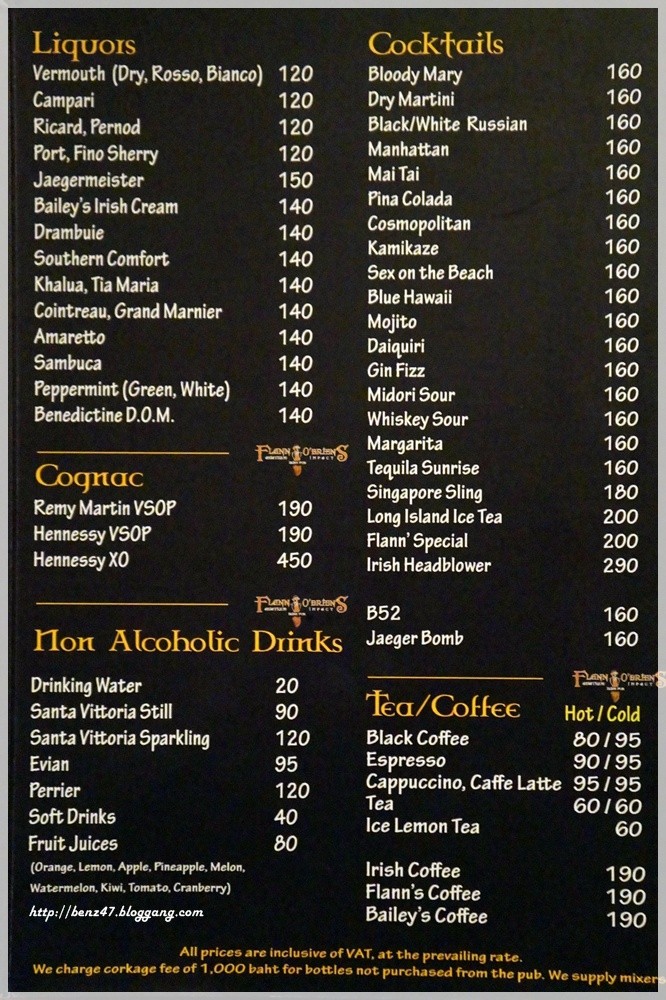 Liquors
Vermouth (Dry, Rosso, Bianco) 120
Campari 120
Ricard, Pernod 120
Port, Fino Sherry 120
Jaegermeister 150
Bailey's Irish Cream 140
Drambuie 140
Southern Comfort 140
Khalua, Tia Maria 140
Cointreau, Grand Marnier 140
Amaretto 140
Sambuca 140
Peppermint (Green, White) 140
Benedictine D.O.M. 140
Flann O'Brien's
Cognac
Remy Martin VSOP 190
Hennessy VSOP 190
Hennessy XO 450
Flann O'Brien's
Non Alcoholic Drinks
Drinking Water 20
Santa Vittoria Still 90
Santa Vittoria Sparkling 120
Evian 95
Perrier 120
Soft Drinks 40
Fruit Juices 80
(Orange, Lemon, Apple, Pineapple, Melon,
Watermelon, Kiwi, Tomato, Cranberry)
http://benz47.bloggang.com
Cocktails
Bloody Mary 160
Dry Martini 160
Black/White Russian 160
Manhattan 160
Mai Tai 160
Pina Colada 160
Cosmopolitan 160
Kamikaze 160
Sex on the Beach 160
Blue Hawaii 160
Mojito 160
Daiquiri 160
Gin Fizz 160
Midori Sour 160
Whiskey Sour 160
Margarita 160
Tequila Sunrise 160
Singapore Sling 180
Long Island Ice Tea 200
Flann' Special 200
Irish Headblower 290
B52 160
Jaeger Bomb 160
Flann O'Brien's
Tea/Coffee Hot / Cold
Black Coffee 80 / 95
Espresso 90 / 95
Cappuccino, Caffe Latte 95 / 95
Tea 60 / 60
Ice Lemon Tea 60
Irish Coffee 190
Flann's Coffee 190
Bailey's Coffee 190
All prices are inclusive of VAT, at the prevailing rate.
We charge corkage fee of 1,000 baht for bottles not purchased from the pub. We supply mixers